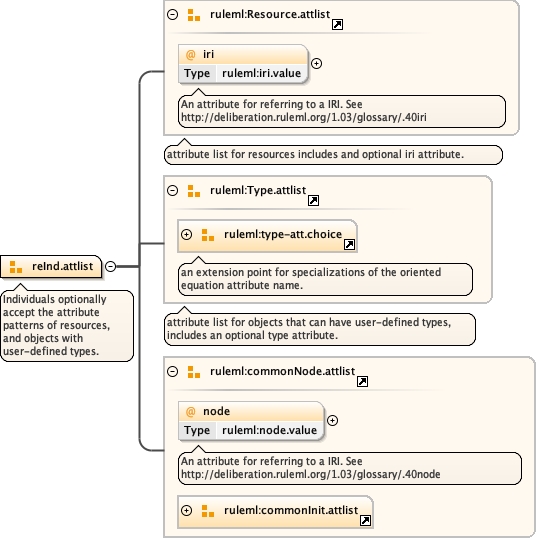 ruleml:Resource.attlist
@ iri
Type ruleml:iri.value
An attribute for referring to a IRI. See
http://deliberation.ruleml.org/1.03/glossary/.40iri
attribute list for resources includes and optional iri attribute.
ruleml:Type.attlist
ruleml:type-att.choice
an extension point for specializations of the oriented
equation attribute name.
attribute list for objects that can have user-defined types,
includes an optional type attribute.
reInd.attlist
Individuals optionally
accept the attribute
patterns of resources,
and objects with
user-defined types.
ruleml:commonNode.attlist
@ node
Type ruleml:node.value
An attribute for referring to a IRI. See
http://deliberation.ruleml.org/1.03/glossary/.40node
ruleml:commonInit.attlist